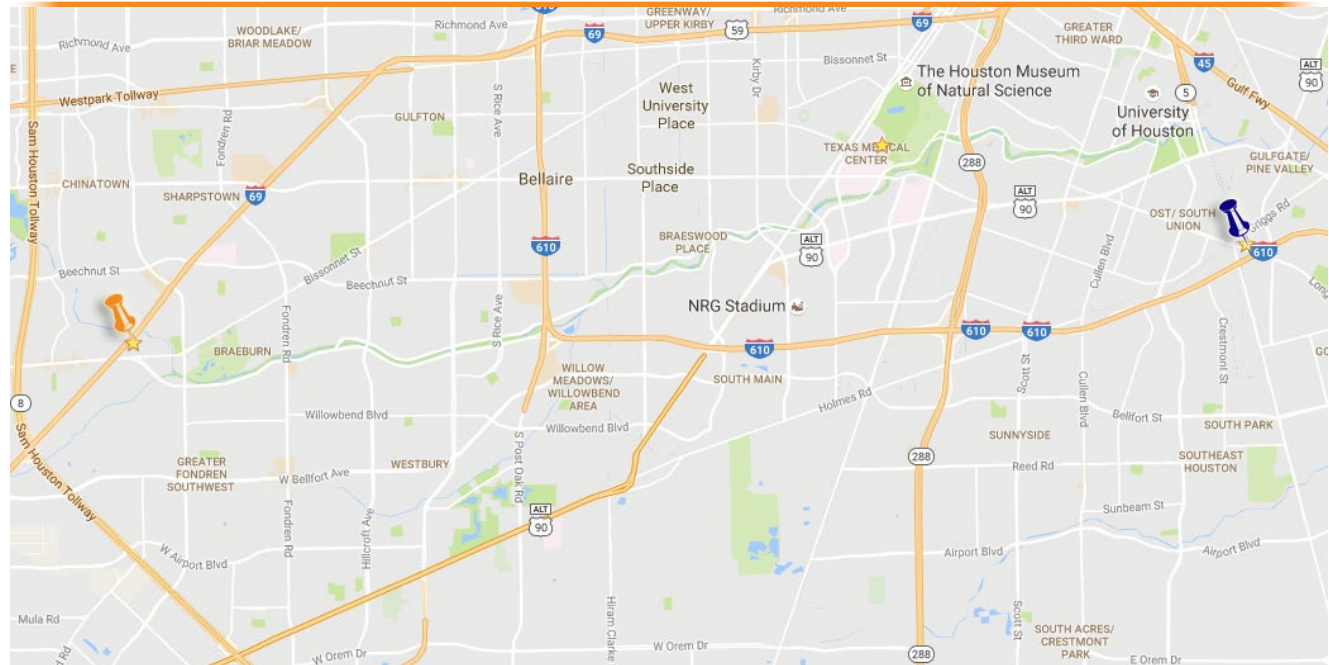 GREENWAY/
UPPER KIRBY
Richmond Ave
Richmond Ave
69
59
69
WOODLAKE/
BRIAR MEADOW
Richmond Ave
GREATER
THIRD WARD
45
Gulf Fwy
ALT
90
Bissonnet St
Kirby Dr
The Houston Museum
of Natural Science
West
University
Place
S Rice Ave
Westpark Tollway
Sam Houston Tollway
Fondren Rd
GULFTON
5
University
of Houston
TEXAS MEDICAL
CENTER
288
GULFGATE/
PINE VALLEY
CHINATOWN
SHARPSTOWN
69
Bellaire
Southside
Place
ALT
90
OST/ SOUTH
UNION
Griggs Rd
610
BRAESWOOD
PLACE
ALT
90
Cullen Blvd
610
Beechnut St
Bissonnet St
Beechnut St
Fondren Rd
S Rice Ave
NRG Stadium
610
610
610
Crestmont St
BRAEBURN
WILLOW
MEADOWS/
WILLOWBEND
AREA
SOUTH MAIN
Scott St
Cullen Blvd
8
Sam Houston Tollway
Willowbend Blvd
Willowbend Blvd
Holmes Rd
Bellfort St
SOUTH PARK
SUNNYSIDE
GREATER
FONDREN
SOUTHWEST
W Bellfort Ave
WESTBURY
S Post Oak Rd
288
Reed Rd
SOUTHEAST
HOUSTON
Fondren Rd
Hillcroft Ave
ALT
90
Sunbeam St
W Airport Blvd
Airport Blvd
Airport Blvd
Mula Rd
Hiram Clarke
Scott St
SOUTH ACRES/
CRESTMONT
PARK
W Orem Dr
W Orem Dr
288
E Orem Dr